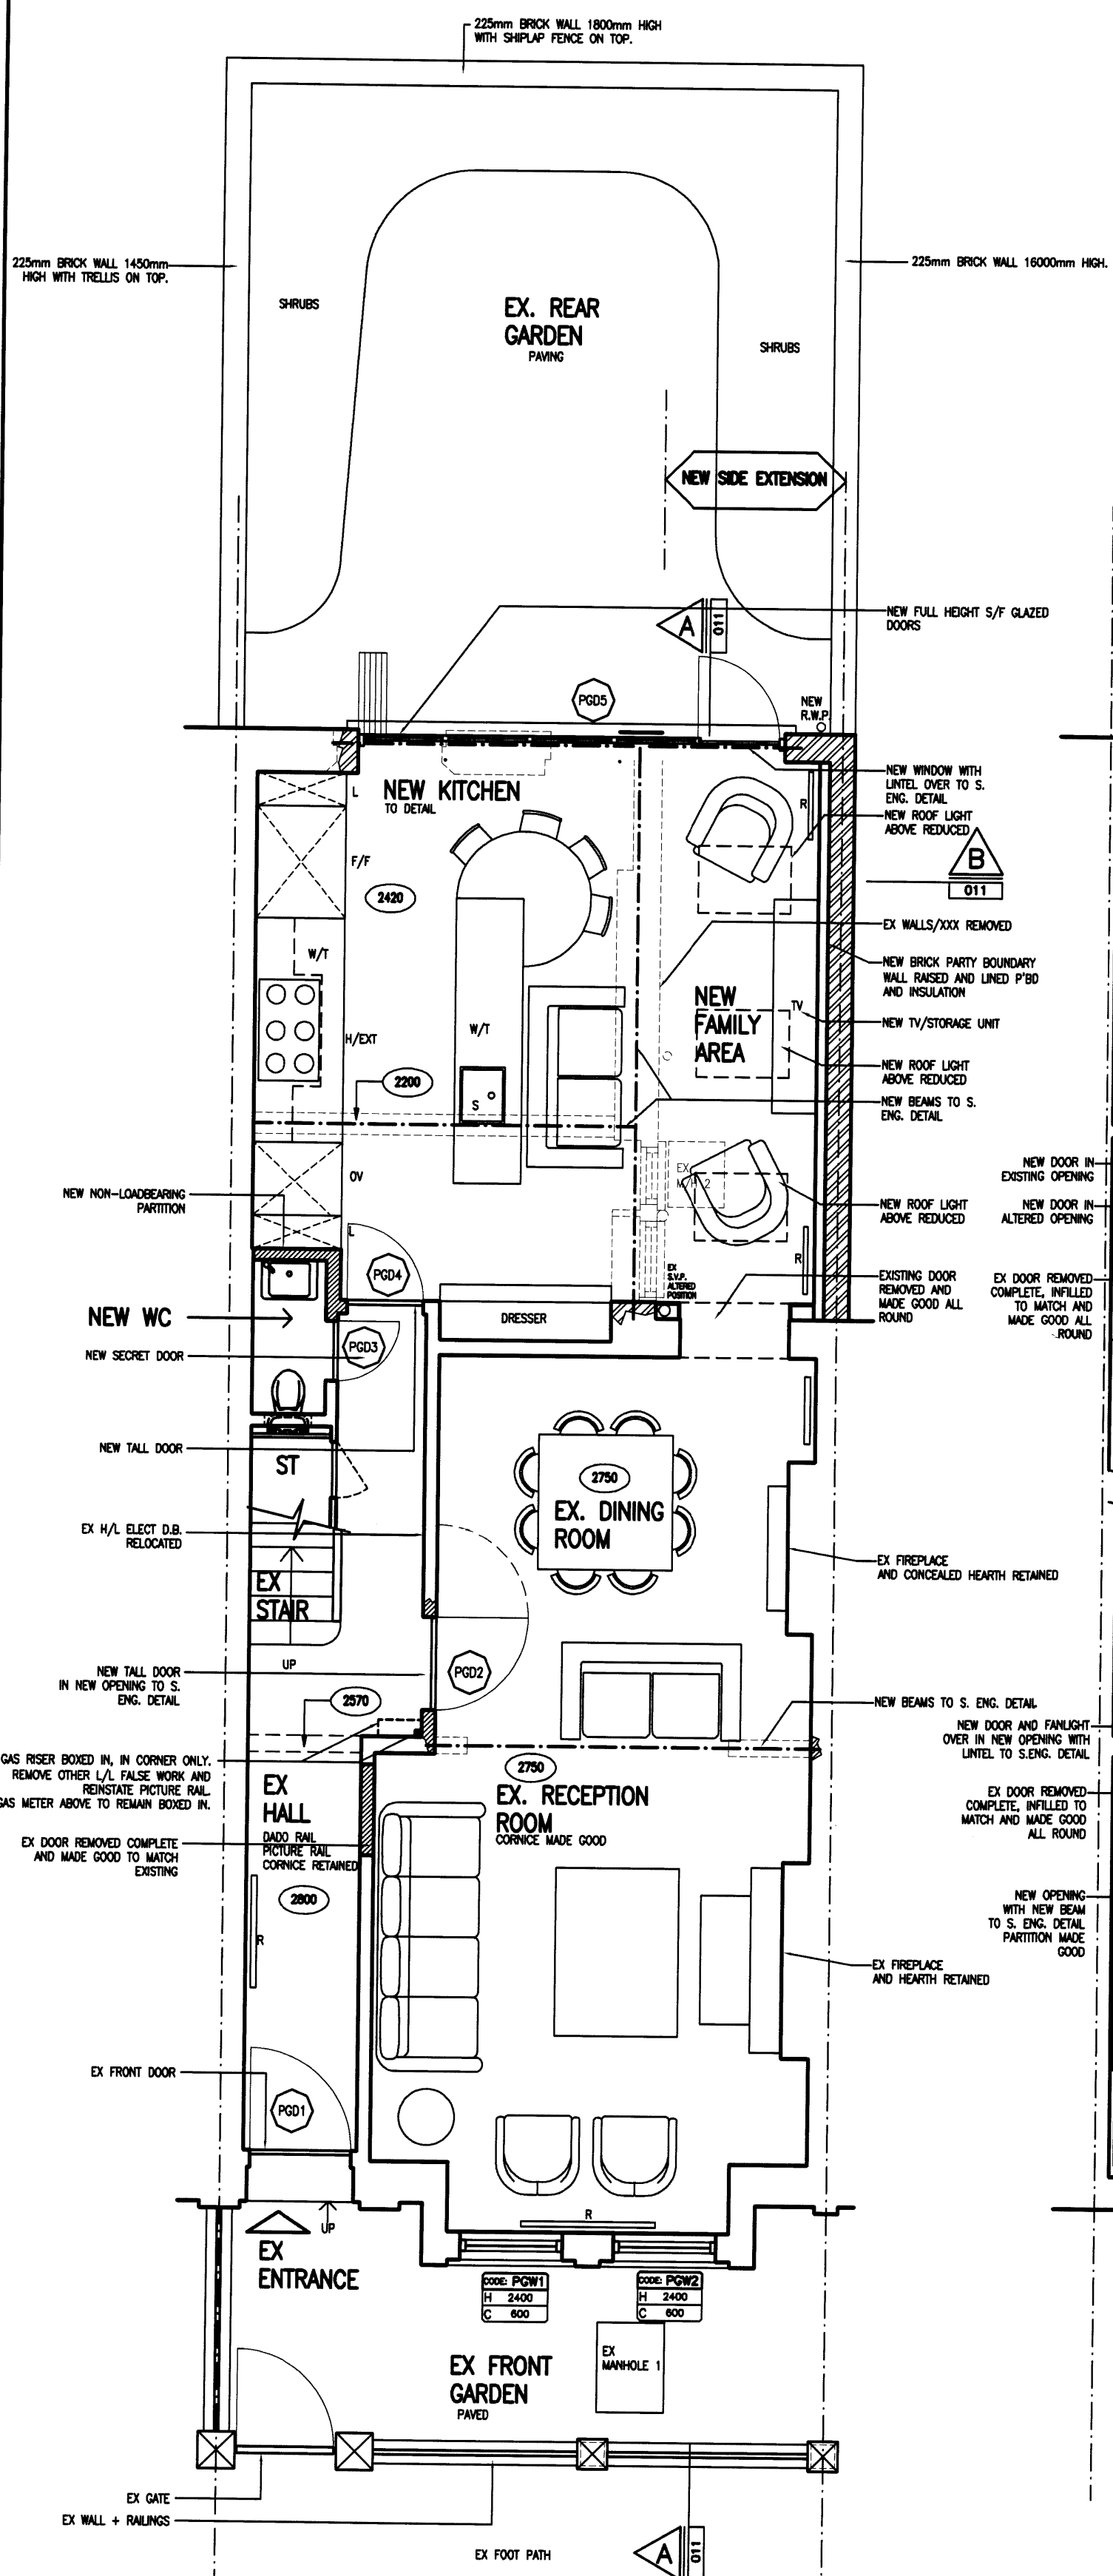 225mm BRICK WALL 1800mm HIGH
WITH SHIPLAP FENCE ON TOP.
225mm BRICK WALL 1450mm
HIGH WITH TRELLIS ON TOP.
225mm BRICK WALL 16000mm HIGH.
SHRUBS
EX. REAR
GARDEN
PAVING
SHRUBS
NEW SIDE EXTENSION
A
011
NEW FULL HEIGHT S/F GLAZED
DOORS
PGD5
NEW
R.W.P.
NEW KITCHEN
TO DETAIL
L
R
NEW WINDOW WITH
LINTEL OVER TO S.
ENG. DETAIL
NEW ROOF LIGHT
ABOVE REDUCED
B
011
F/F
2420
EX WALLS/XXX REMOVED
W/T
NEW BRICK PARTY BOUNDARY
WALL RAISED AND LINED P'BD
AND INSULATION
NEW
FAMILY
AREA
TV
NEW TV/STORAGE UNIT
H/EXT
W/T
NEW ROOF LIGHT
ABOVE REDUCED
2200
S
NEW BEAMS TO S.
ENG. DETAIL
OV
EX
M/H 2
NEW DOOR IN
EXISTING OPENING
NEW NON-LOADBEARING
PARTITION
NEW ROOF LIGHT
ABOVE REDUCED
NEW DOOR IN
ALTERED OPENING
L
R
PGD4
EX
S.V.P.
ALTERED
POSITION
EXISTING DOOR
REMOVED AND
MADE GOOD ALL
ROUND
EX DOOR REMOVED
COMPLETE, INFILLED
TO MATCH AND
MADE GOOD ALL
ROUND
NEW WC
DRESSER
NEW SECRET DOOR
PGD3
NEW TALL DOOR
ST
2750
EX. DINING
ROOM
EX H/L ELECT D.B.
RELOCATED
EX FIREPLACE
AND CONCEALED HEARTH RETAINED
EX
STAIR
UP
NEW TALL DOOR
IN NEW OPENING TO S.
ENG. DETAIL
PGD2
2570
NEW BEAMS TO S. ENG. DETAIL
NEW DOOR AND FANLIGHT
OVER IN NEW OPENING WITH
LINTEL TO S.ENG. DETAIL
GAS RISER BOXED IN, IN CORNER ONLY.
REMOVE OTHER L/L FALSE WORK AND
REINSTATE PICTURE RAIL.
GAS METER ABOVE TO REMAIN BOXED IN.
EX
HALL
DADO RAIL
PICTURE RAIL
CORNICE RETAINED
2750
EX. RECEPTION
ROOM
CORNICE MADE GOOD
EX DOOR REMOVED
COMPLETE, INFILLED TO
MATCH AND MADE GOOD
ALL ROUND
EX DOOR REMOVED COMPLETE
AND MADE GOOD TO MATCH
EXISTING
2800
R
NEW OPENING
WITH NEW BEAM
TO S. ENG. DETAIL
PARTITION MADE
GOOD
EX FIREPLACE
AND HEARTH RETAINED
EX FRONT DOOR
PGD1
R
UP
EX
ENTRANCE
CODE: PGW1
H 2400
C 600
CODE: PGW2
H 2400
C 600
EX
MANHOLE 1
EX FRONT
GARDEN
PAVED
EX GATE
EX WALL + RAILINGS
EX FOOT PATH
A
011